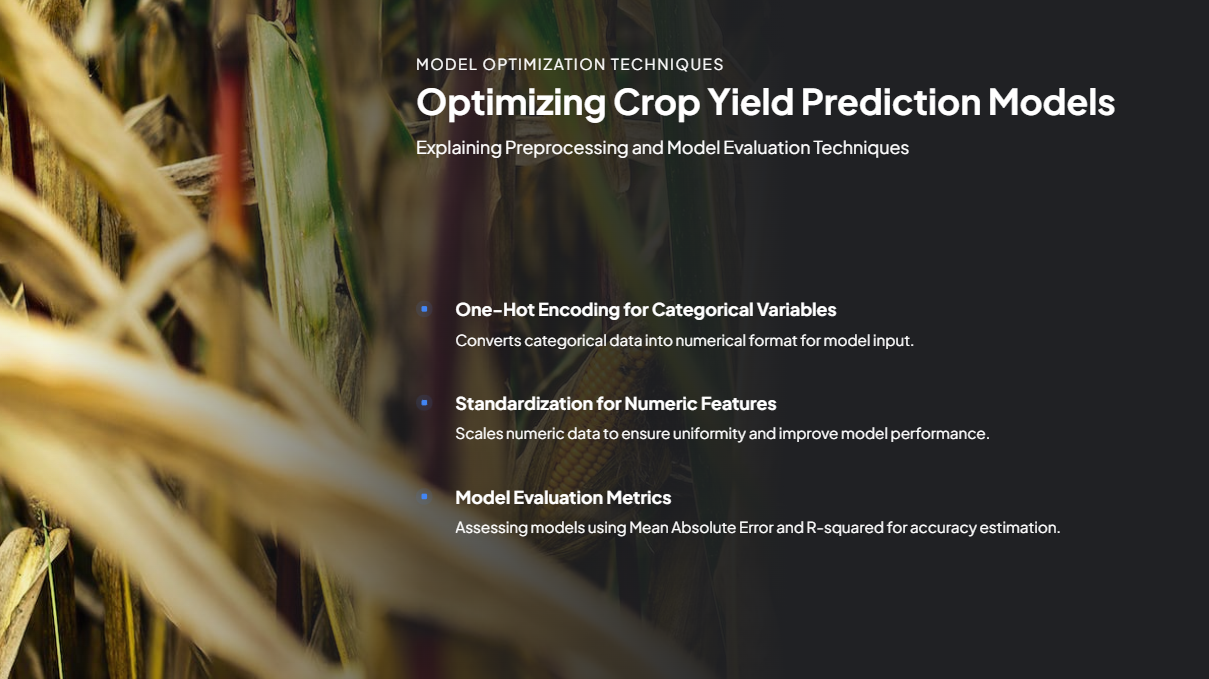 MODEL OPTIMIZATION TECHNIQUES
Optimizing Crop Yield Prediction Models
Explaining Preprocessing and Model Evaluation Techniques
One-Hot Encoding for Categorical Variables
Converts categorical data into numerical format for model input.
Standardization for Numeric Features
Scales numeric data to ensure uniformity and improve model performance.
Model Evaluation Metrics
Assessing models using Mean Absolute Error and R-squared for accuracy estimation.